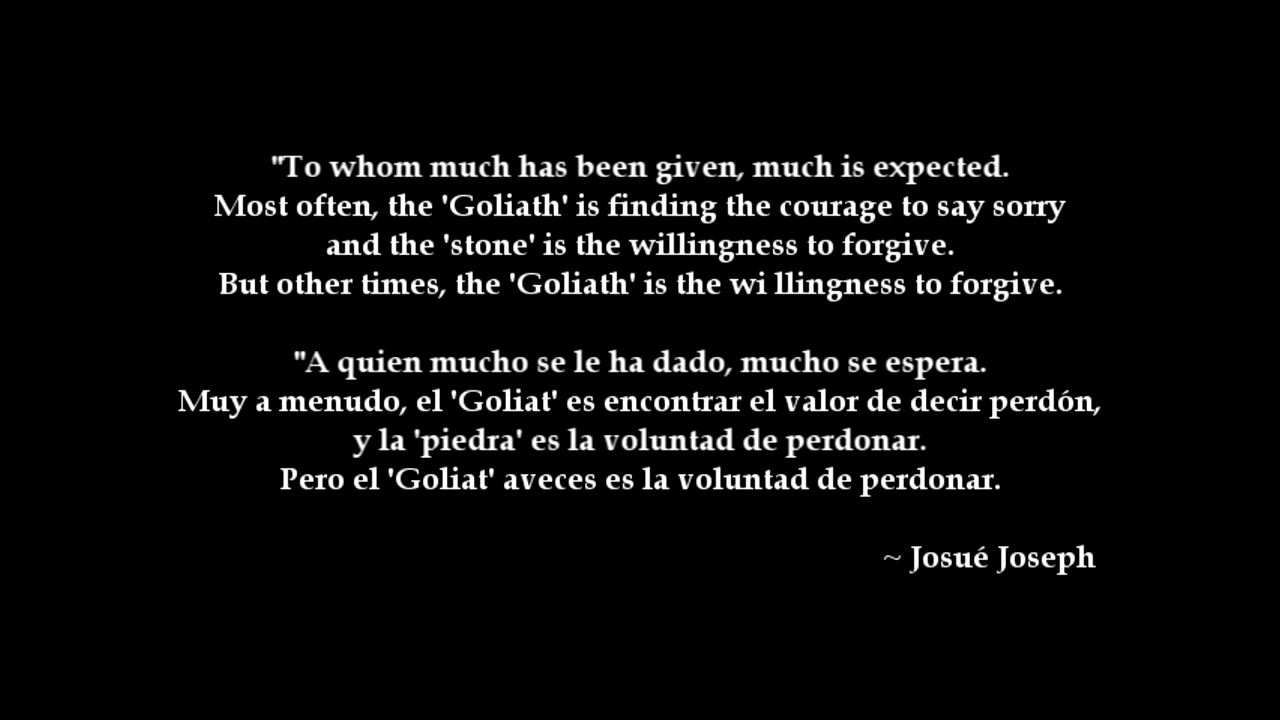 "To whom much has been given, much is expected.
Most often, the 'Goliath' is finding the courage to say sorry
and the 'stone' is the willingness to forgive.
But other times, the 'Goliath' is the wi llingness to forgive.
"A quien mucho se le ha dado, mucho se espera.
Muy a menudo, el 'Goliat' es encontrar el valor de decir perdón,
y la 'piedra' es la voluntad de perdonar.
Pero el 'Goliat' aveces es la voluntad de perdonar.
~ Josué Joseph